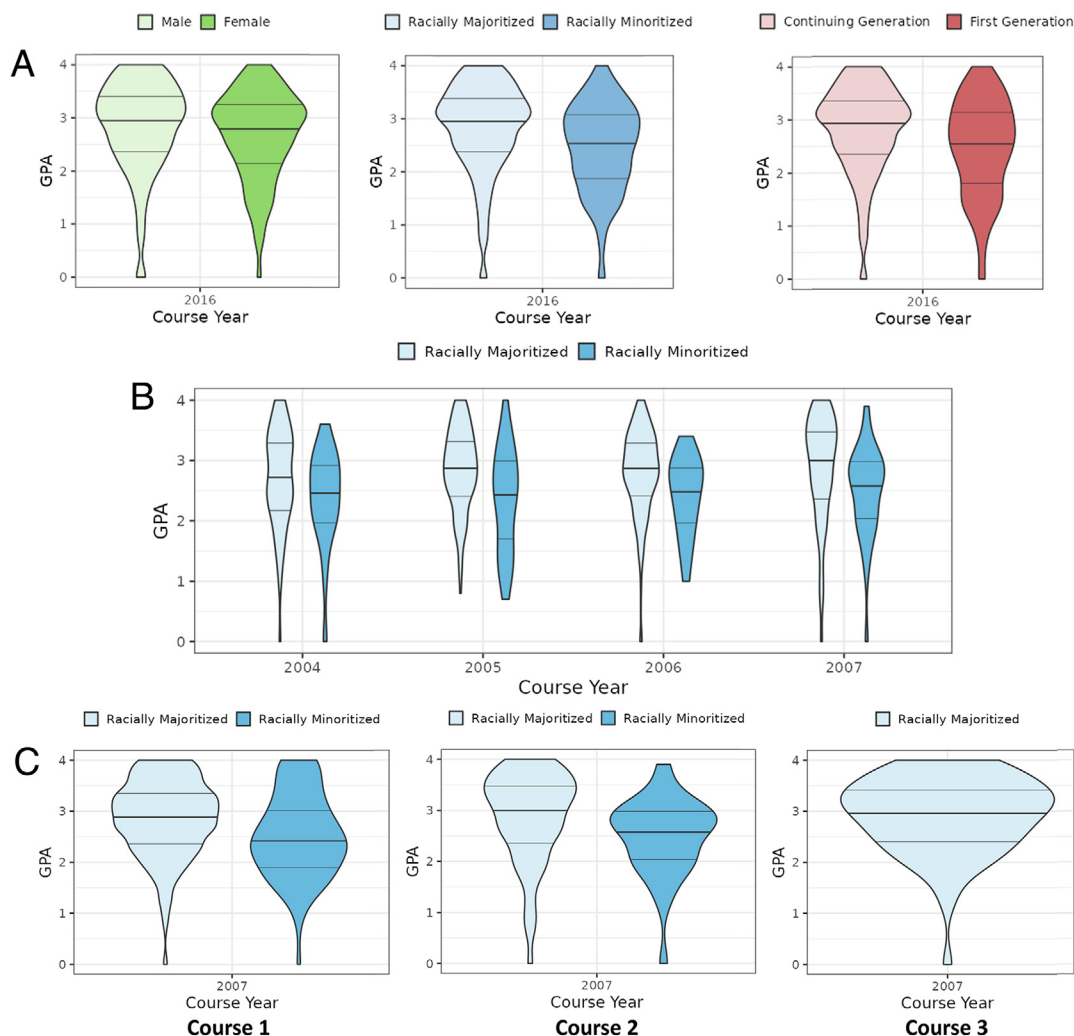 Male Female
Racially Majoritized Racially Minoritized
Continuing Generation First Generation
A
4
3
2
1
0
GPA
2016
Course Year
4
3
2
1
0
GPA
2016
Course Year
4
3
2
1
0
GPA
2016
Course Year
Racially Majoritized Racially Minoritized
B
4
3
2
1
0
GPA
2004 2005 2006 2007
Course Year
C
Racially Majoritized Racially Minoritized
4
3
2
1
0
GPA
2007
Course Year
Course 1
Racially Majoritized Racially Minoritized
4
3
2
1
0
GPA
2007
Course Year
Course 2
Racially Majoritized
4
3
2
1
0
GPA
2007
Course Year
Course 3